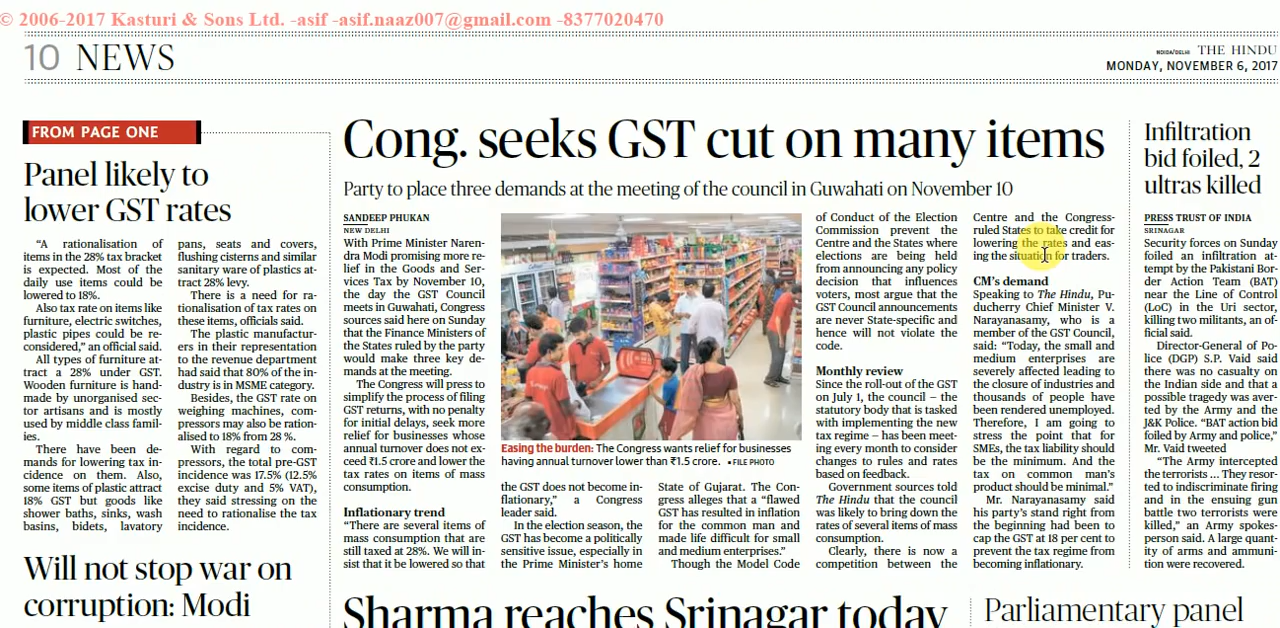 © 2006-2017 Kasturi & Sons Ltd. -asif -asif.naaz007@gmail.com -8377020470
10 NEWS
NOIDA/DELHI THE HINDU
MONDAY, NOVEMBER 6, 2017
FROM PAGE ONE
Panel likely to
lower GST rates
“A rationalisation of
items in the 28% tax bracket
is expected. Most of the
daily use items could be
lowered to 18%.
Also tax rate on items like
furniture, electric switches,
plastic pipes could be re-
considered,” an official said.
All types of furniture at-
tract a 28% under GST.
Wooden furniture is hand-
made by unorganised sec-
tor artisans and is mostly
used by middle class famil-
ies.
There have been de-
mands for lowering tax in-
cidence on them. Also,
some items of plastic attract
18% GST but goods like
shower baths, sinks, wash
basins, bidets, lavatory
pans, seats and covers,
flushing cisterns and similar
sanitary ware of plastics at-
tract 28% levy.
There is a need for ra-
tionalisation of tax rates on
these items, officials said.
The plastic manufactur-
ers in their representation
to the revenue department
had said that 80% of the in-
dustry is in MSME category.
Besides, the GST rate on
weighing machines, com-
pressors may also be ration-
alised to 18% from 28 %.
With regard to com-
pressors, the total pre-GST
incidence was 17.5% (12.5%
excise duty and 5% VAT),
they said stressing on the
need to rationalise the tax
incidence.
Will not stop war on
corruption: Modi
Cong. seeks GST cut on many items
Party to place three demands at the meeting of the council in Guwahati on November 10
SANDEEP PHUKAN
NEW DELHI
With Prime Minister Naren-
dra Modi promising more re-
lief in the Goods and Ser-
vices Tax by November 10,
the day the GST Council
meets in Guwahati, Congress
sources said here on Sunday
that the Finance Ministers of
the States ruled by the party
would make three key de-
mands at the meeting.
The Congress will press to
simplify the process of filing
GST returns, with no penalty
for initial delays, seek more
relief for businesses whose
annual turnover does not ex-
ceed ₹1.5 crore and lower the
tax rates on items of mass
consumption.
Inflationary trend
“There are several items of
mass consumption that are
still taxed at 28%. We will in-
sist that it be lowered so that
Easing the burden: The Congress wants relief for businesses
having annual turnover lower than ₹1.5 crore. ▪ FILE PHOTO
the GST does not become in-
flationary,” a Congress
leader said.
In the election season, the
GST has become a politically
sensitive issue, especially in
the Prime Minister’s home
State of Gujarat. The Con-
gress alleges that a “flawed
GST has resulted in inflation
for the common man and
made life difficult for small
and medium enterprises.”
Though the Model Code
of Conduct of the Election
Commission prevent the
Centre and the States where
elections are being held
from announcing any policy
decision that influences
voters, most argue that the
GST Council announcements
are never State-specific and
hence will not violate the
code.
Monthly review
Since the roll-out of the GST
on July 1, the council – the
statutory body that is tasked
with implementing the new
tax regime – has been meet-
ing every month to consider
changes to rules and rates
based on feedback.
Government sources told
The Hindu that the council
was likely to bring down the
rates of several items of mass
consumption.
Clearly, there is now a
competition between the
Centre and the Congress-
ruled States to take credit for
lowering the rates and eas-
ing the situation for traders.
CM’s demand
Speaking to The Hindu, Pu-
ducherry Chief Minister V.
Narayanasamy, who is a
member of the GST Council,
said: “Today, the small and
medium enterprises are
severely affected leading to
the closure of industries and
thousands of people have
been rendered unemployed.
Therefore, I am going to
stress the point that for
SMEs, the tax liability should
be the minimum. And the
tax on common man’s
product should be minimal.”
Mr. Narayanasamy said
his party’s stand right from
the beginning had been to
cap the GST at 18 per cent to
prevent the tax regime from
becoming inflationary.
Infiltration
bid foiled, 2
ultras killed
PRESS TRUST OF INDIA
SRINAGAR
Security forces on Sunday
foiled an infiltration at-
tempt by the Pakistani Bor-
der Action Team (BAT)
near the Line of Control
(LoC) in the Uri sector,
killing two militants, an of-
ficial said.
Director-General of Po-
lice (DGP) S.P. Vaid said
there was no casualty on
the Indian side and that a
possible tragedy was aver-
ted by the Army and the
J&K Police. “BAT action bid
foiled by Army and police,”
Mr. Vaid tweeted
“The Army intercepted
the terrorists ... They resor-
ted to indiscriminate firing
and in the ensuing gun
battle two terrorists were
killed,” an Army spokes-
person said. A large quant-
ity of arms and ammuni-
tion were recovered.
Sharma reaches Srinagar today
Parliamentary panel